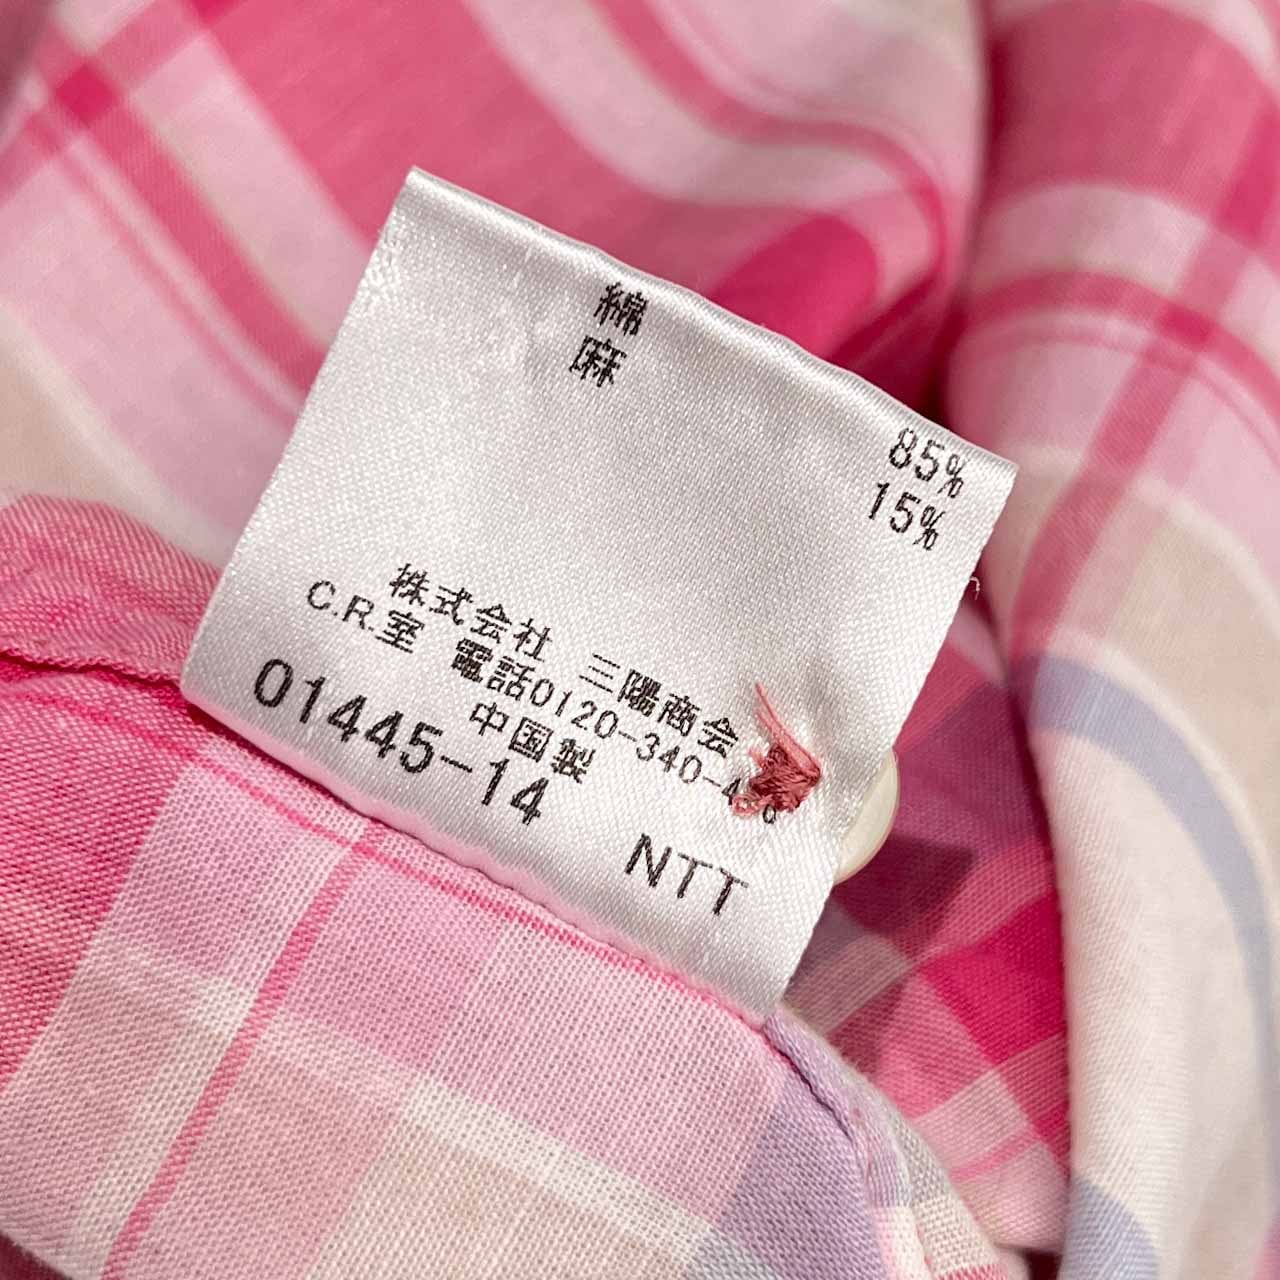 綿 85%
麻 15%
株式会社 三陽商会
C.R.室 電話0120-340-4
中国製
01445-14
NTT